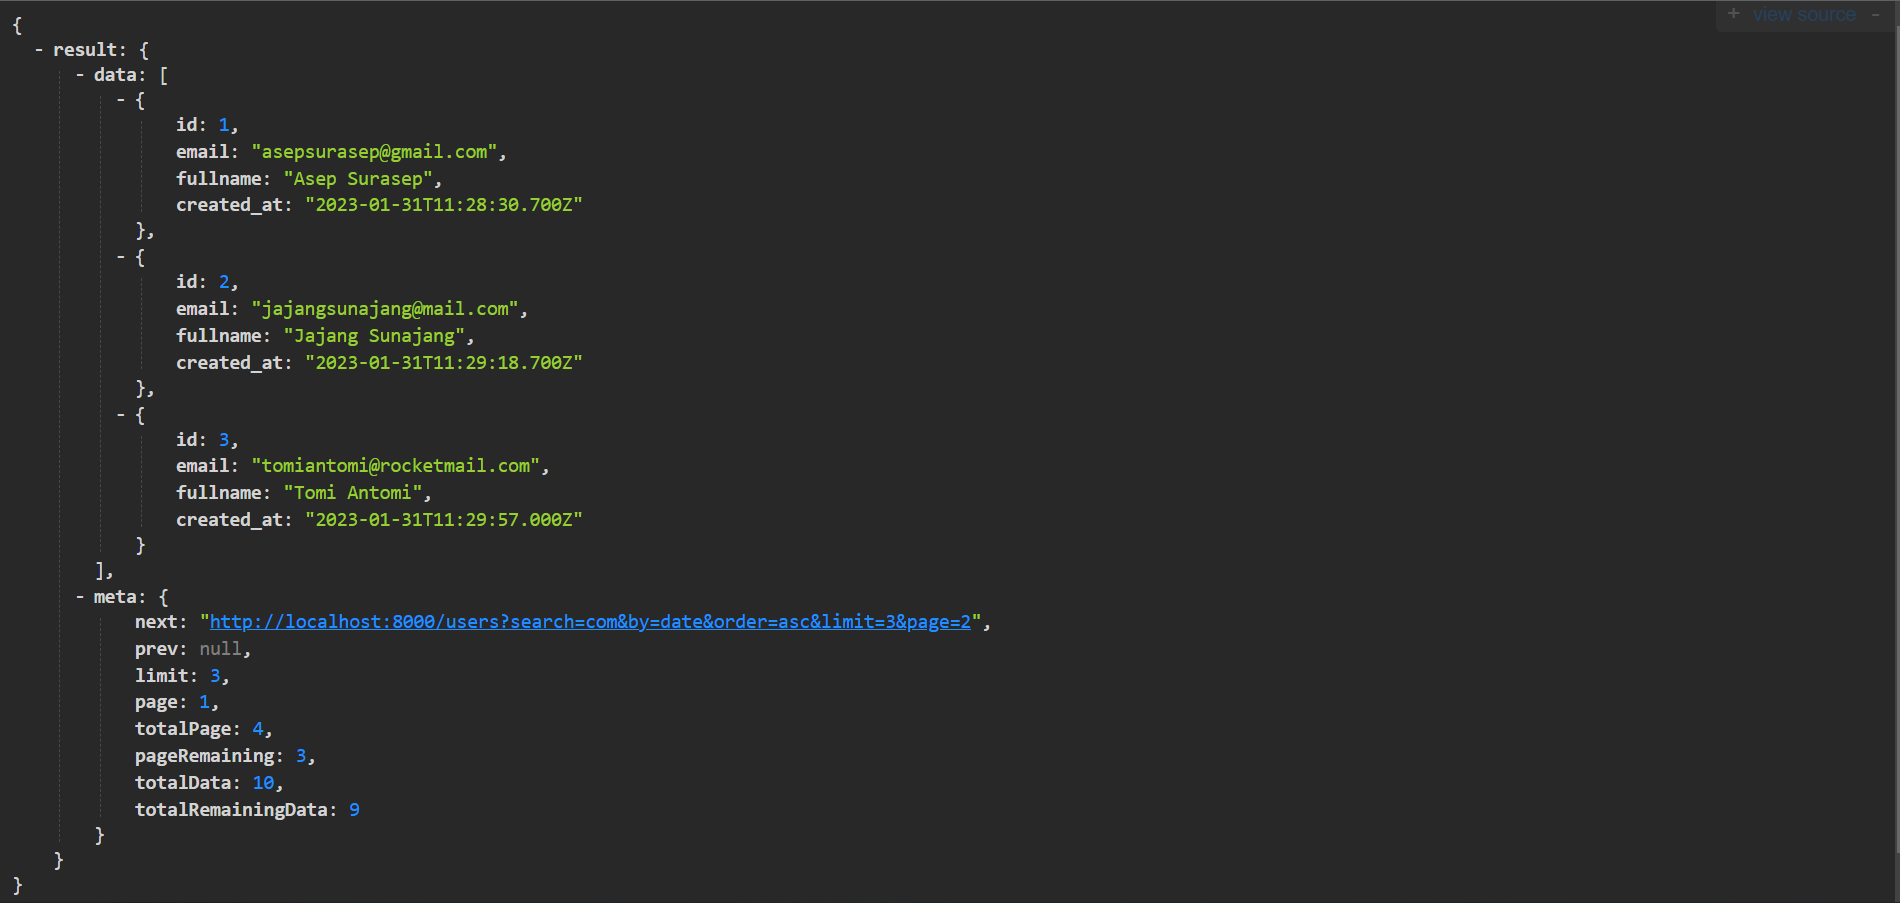 + view source -
{
- result: {
- data: [
- {
id: 1,
email: "asepsurasep@gmail.com",
fullname: "Asep Surasep",
created_at: "2023-01-31T11:28:30.700Z"
},
- {
id: 2,
email: "jajangsunajang@mail.com",
fullname: "Jajang Sunajang",
created_at: "2023-01-31T11:29:18.700Z"
},
- {
id: 3,
email: "tomiantomi@rocketmail.com",
fullname: "Tomi Antomi",
created_at: "2023-01-31T11:29:57.000Z"
}
],
- meta: {
next: "http://localhost:8000/users?search=com&by=date&order=asc&limit=3&page=2",
prev: null,
limit: 3,
page: 1,
totalPage: 4,
pageRemaining: 3,
totalData: 10,
totalRemainingData: 9
}
}
}